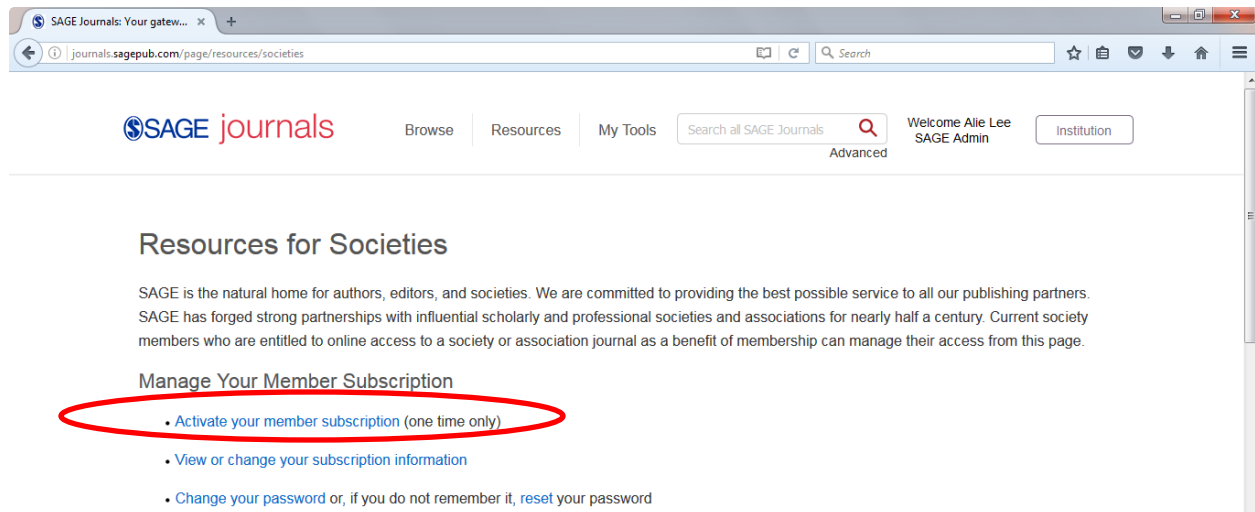 SAGE Journals: Your gatew...
journals.sagepub.com/page/resources/societies
Search
SAGE journals
Browse
Resources
My Tools
Search all SAGE Journals
Advanced
Welcome Alie Lee
SAGE Admin
Institution
Resources for Societies
SAGE is the natural home for authors, editors, and societies. We are committed to providing the best possible service to all our publishing partners.
SAGE has forged strong partnerships with influential scholarly and professional societies and associations for nearly half a century. Current society
members who are entitled to online access to a society or association journal as a benefit of membership can manage their access from this page.
Manage Your Member Subscription
• Activate your member subscription (one time only)
• View or change your subscription information
• Change your password or, if you do not remember it, reset your password